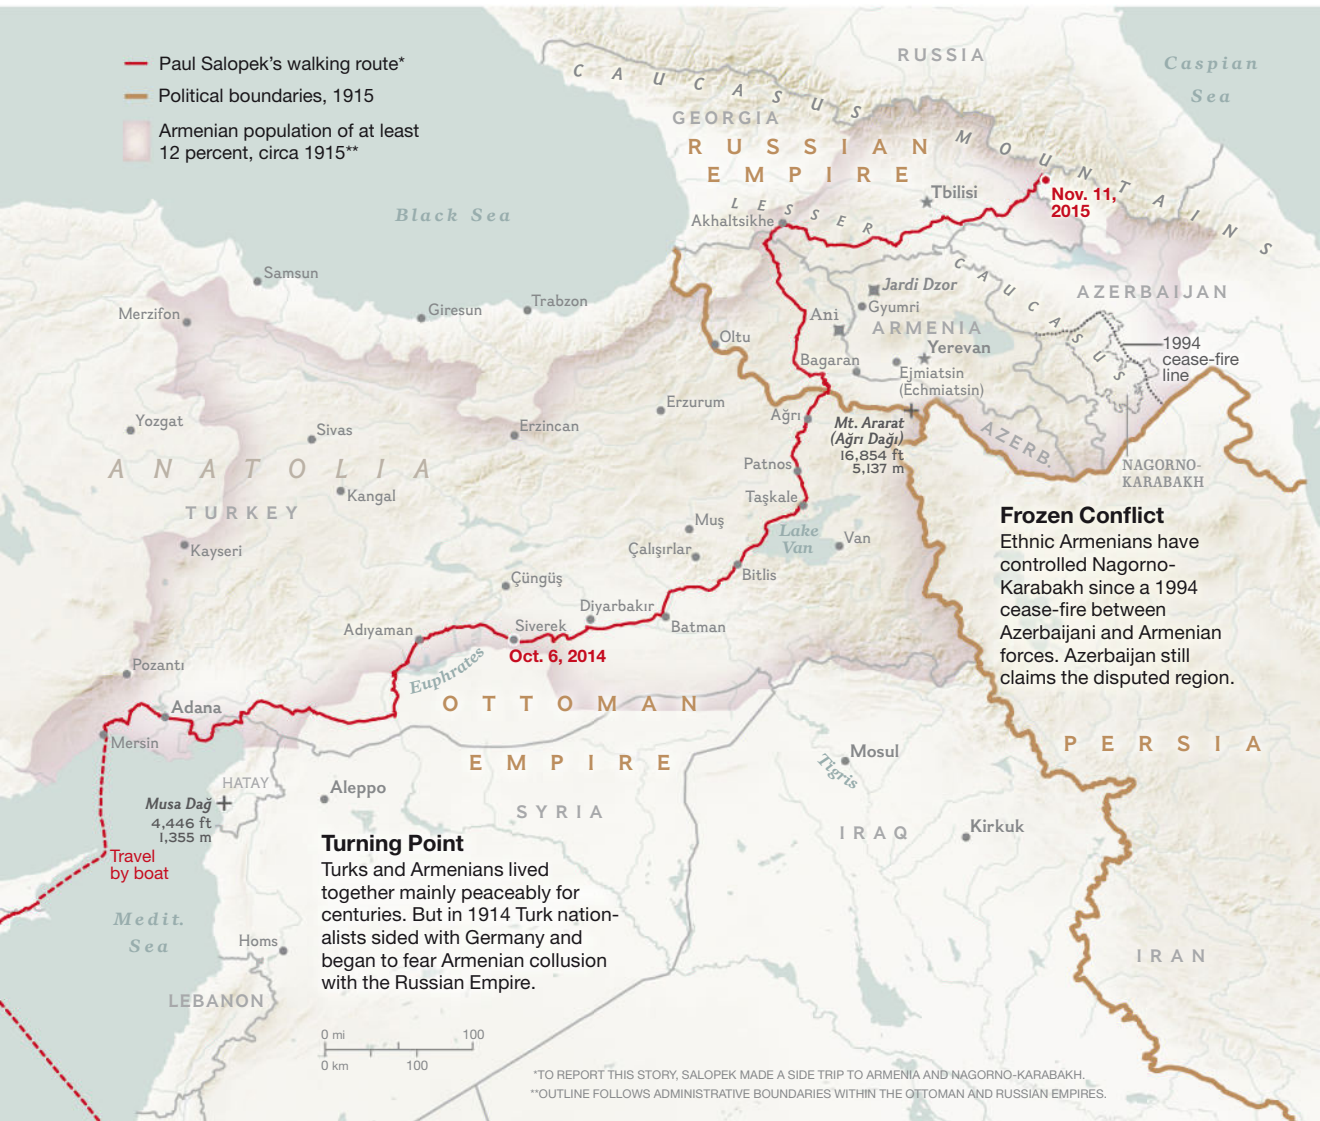 Paul Salopek's walking route*
Political boundaries, 1915
Armenian population of at least
12 percent, circa 1915**
RUSSIA
Caspian
Sea
CAUCASUS MOUNTAINS
GEORGIA
RUSSIAN
EMPIRE
Tbilisi
Nov. 11,
2015
Black Sea
LESSER CAUCASUS
Akhaltsikhe
Samsun
Merzifon
Giresun
Trabzon
Jardi Dzor
Gyumri
Ani
ARMENIA
AZERBAIJAN
Oltu
Yerevan
Bagaran
Ejmiatsin
(Echmiatsin)
1994
cease-fire
line
Erzurum
Ağrı
Mt. Ararat
(Ağrı Dağı)
16,854 ft
5,137 m
AZERB.
NAGORNO-
KARABAKH
Yozgat
Sivas
Erzincan
ANATOLIA
Patnos
Kangal
TURKEY
Taşkale
Muş
Lake
Van
Van
Kayseri
Çalışırlar
Bitlis
Çüngüş
Frozen Conflict
Ethnic Armenians have
controlled Nagorno-
Karabakh since a 1994
cease-fire between
Azerbaijani and Armenian
forces. Azerbaijan still
claims the disputed region.
Diyarbakır
Adıyaman
Siverek
Batman
Oct. 6, 2014
Pozantı
Euphrates
OTTOMAN
EMPIRE
Adana
Mersin
PERSIA
Mosul
Tigris
HATAY
Aleppo
Musa Dağ
4,446 ft
1,355 m
SYRIA
IRAQ
Kirkuk
Travel
by boat
Turning Point
Turks and Armenians lived
together mainly peaceably for
centuries. But in 1914 Turk nation-
alists sided with Germany and
began to fear Armenian collusion
with the Russian Empire.
Medit.
Sea
Homs
IRAN
LEBANON
0 mi 100
0 km 100
*TO REPORT THIS STORY, SALOPEK MADE A SIDE TRIP TO ARMENIA AND NAGORNO-KARABAKH.
**OUTLINE FOLLOWS ADMINISTRATIVE BOUNDARIES WITHIN THE OTTOMAN AND RUSSIAN EMPIRES.